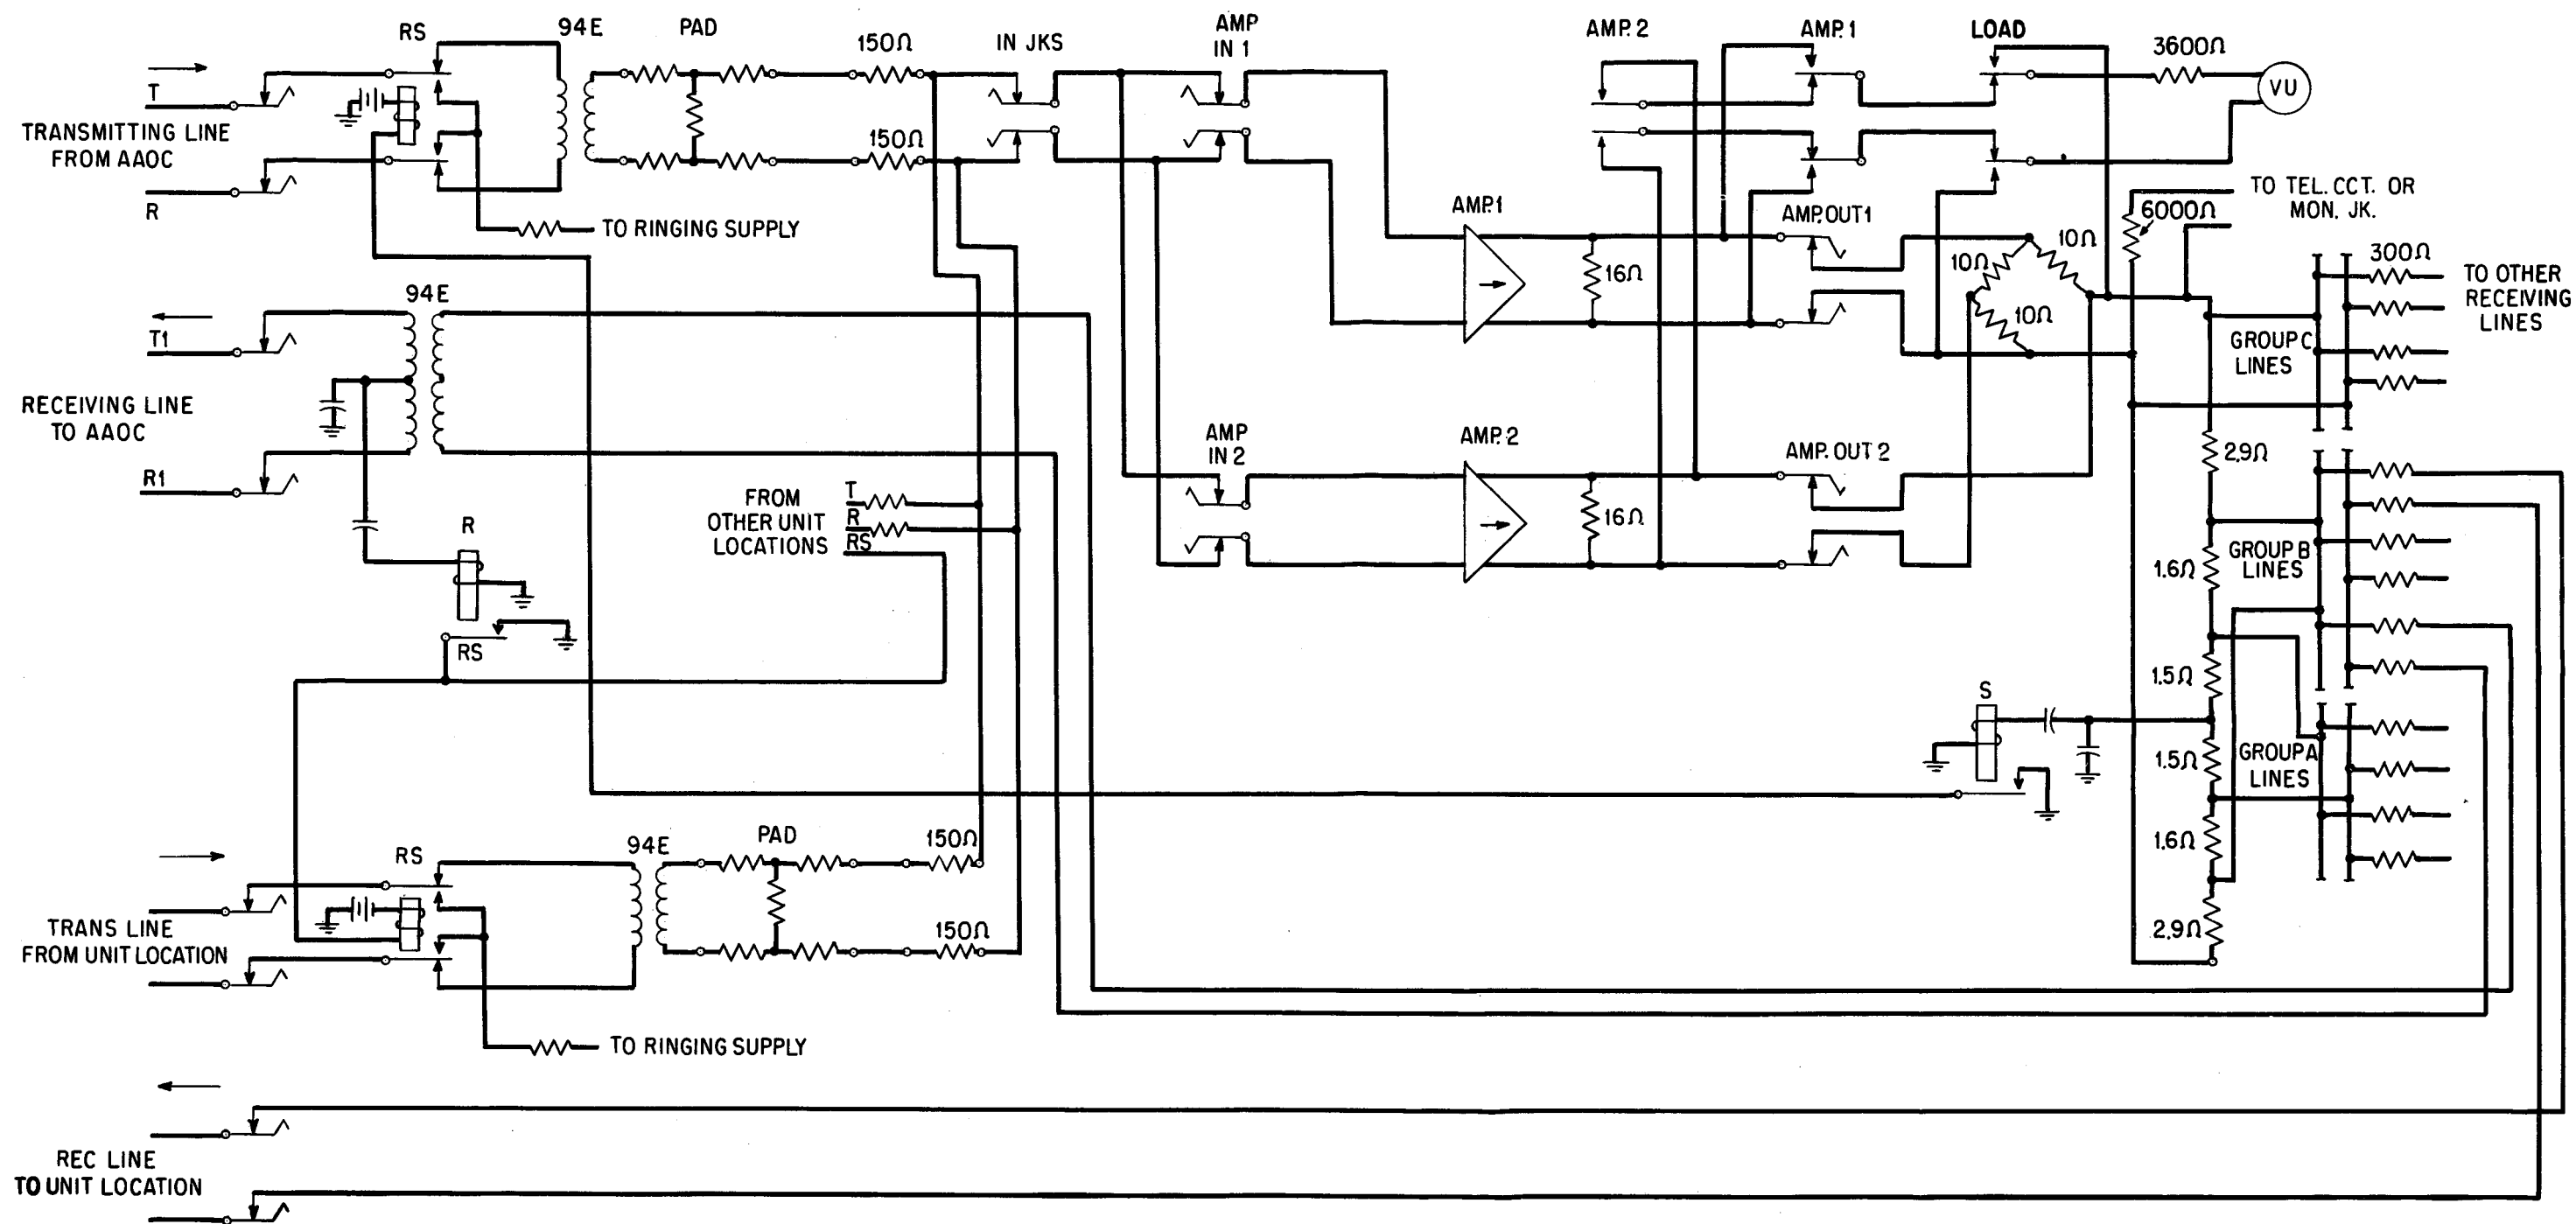 RS
94E
PAD
150Ω
IN JKS
AMP
IN 1
AMP. 2
AMP. 1
LOAD
3600Ω
VU
T
TRANSMITTING LINE
FROM AAOC
R
150Ω
TO RINGING SUPPLY
AMP. 1
16Ω
AMP. OUT 1
10Ω
10Ω
10Ω
6000Ω
TO TEL. CCT. OR
MON. JK.
300Ω
TO OTHER
RECEIVING
LINES
GROUP C
LINES
94E
T1
RECEIVING LINE
TO AAOC
R1
R
RS
FROM
OTHER UNIT
LOCATIONS
T
R
RS
AMP
IN 2
AMP. 2
16Ω
AMP. OUT 2
2.9Ω
GROUP B
LINES
1.6Ω
1.5Ω
S
1.5Ω
GROUP A
LINES
1.6Ω
2.9Ω
RS
94E
PAD
150Ω
150Ω
TRANS LINE
FROM UNIT LOCATION
TO RINGING SUPPLY
REC LINE
TO UNIT LOCATION